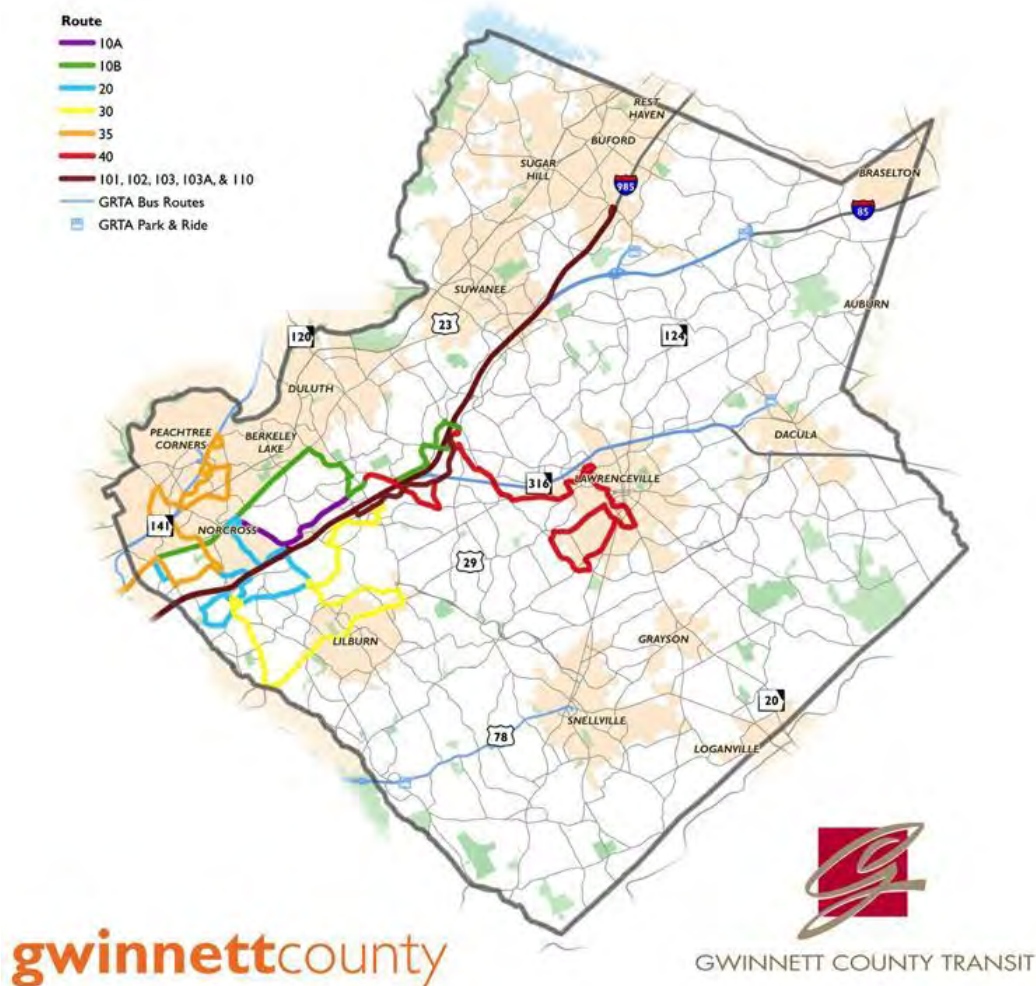 Route
10A
10B
20
30
35
40
101, 102, 103, 103A, & 110
GRTA Bus Routes
GRTA Park & Ride
REST
HAVEN
BUFORD
SUGAR
HILL
BRASELTON
985
85
SUWANEE
AUBURN
23
120
124
DULUTH
PEACHTREE
CORNERS
BERKELEY
LAKE
DACULA
316
LAWRENCEVILLE
141
NORCROSS
29
LILBURN
GRAYSON
20
SNELLVILLE
78
LOGANVILLE
gwinnettcounty
GWINNETT COUNTY TRANSIT